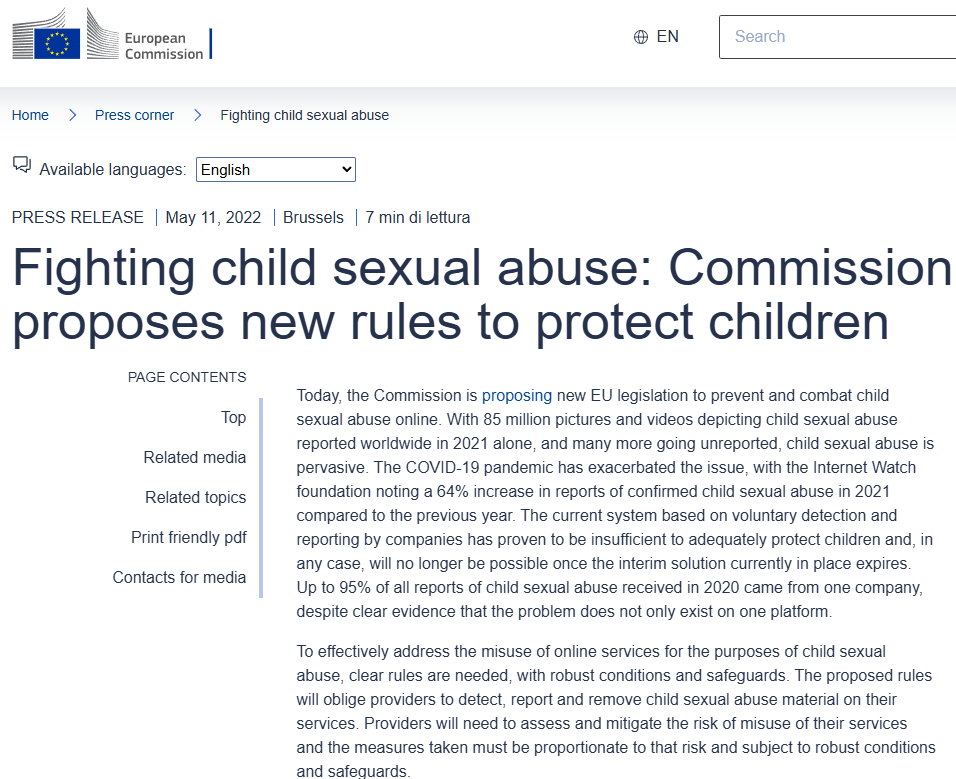 European
Commission
EN
Search
Home
Press corner
Fighting child sexual abuse
Available languages:
English
PRESS RELEASE
May 11, 2022
Brussels
7 min di lettura
Fighting child sexual abuse: Commission
proposes new rules to protect children
PAGE CONTENTS
Top
Related media
Related topics
Print friendly pdf
Contacts for media
Today, the Commission is proposing new EU legislation to prevent and combat child
sexual abuse online. With 85 million pictures and videos depicting child sexual abuse
reported worldwide in 2021 alone, and many more going unreported, child sexual abuse is
pervasive. The COVID-19 pandemic has exacerbated the issue, with the Internet Watch
foundation noting a 64% increase in reports of confirmed child sexual abuse in 2021
compared to the previous year. The current system based on voluntary detection and
reporting by companies has proven to be insufficient to adequately protect children and, in
any case, will no longer be possible once the interim solution currently in place expires.
Up to 95% of all reports of child sexual abuse received in 2020 came from one company,
despite clear evidence that the problem does not only exist on one platform.
To effectively address the misuse of online services for the purposes of child sexual
abuse, clear rules are needed, with robust conditions and safeguards. The proposed rules
will oblige providers to detect, report and remove child sexual abuse material on their
services. Providers will need to assess and mitigate the risk of misuse of their services
and the measures taken must be proportionate to that risk and subject to robust conditions
and safeguards.